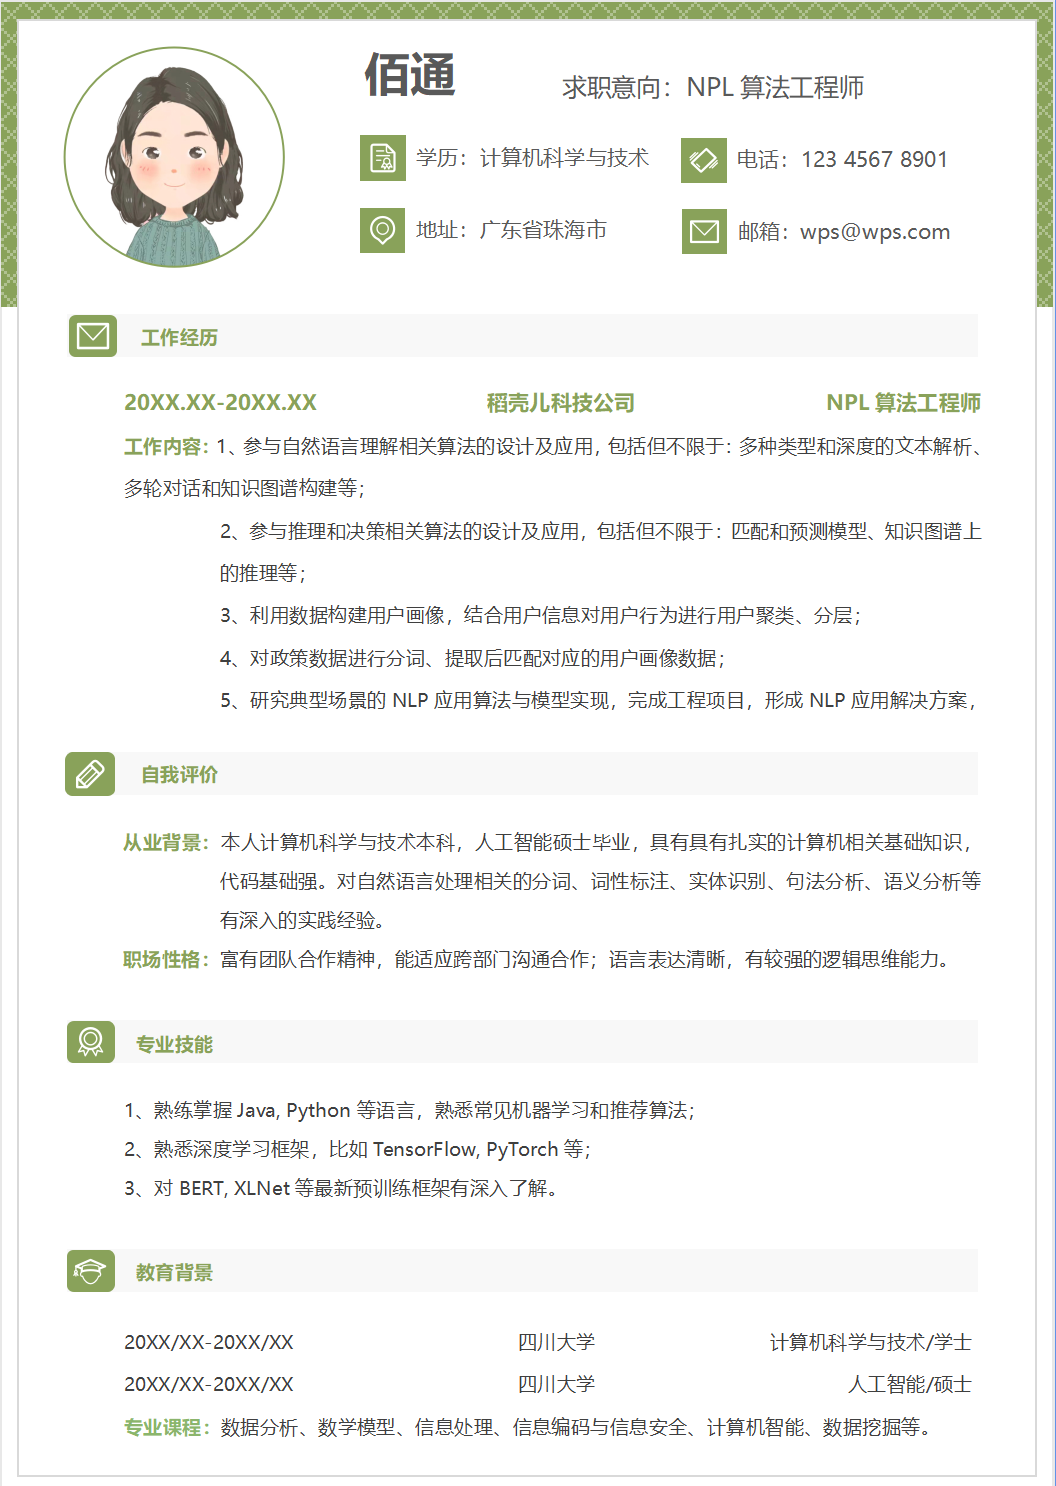 佰通
求职意向：NPL 算法工程师
学历：计算机科学与技术
电话：123 4567 8901
地址：广东省珠海市
邮箱：wps@wps.com
工作经历
20XX.XX-20XX.XX 稻壳儿科技公司 NPL 算法工程师
工作内容：1、参与自然语言理解相关算法的设计及应用，包括但不限于：多种类型和深度的文本解析、
多轮对话和知识图谱构建等；
2、参与推理和决策相关算法的设计及应用，包括但不限于：匹配和预测模型、知识图谱上
的推理等；
3、利用数据构建用户画像，结合用户信息对用户行为进行用户聚类、分层；
4、对政策数据进行分词、提取后匹配对应的用户画像数据；
5、研究典型场景的 NLP 应用算法与模型实现，完成工程项目，形成 NLP 应用解决方案，
自我评价
从业背景：本人计算机科学与技术本科，人工智能硕士毕业，具有具有扎实的计算机相关基础知识，
代码基础强。对自然语言处理相关的分词、词性标注、实体识别、句法分析、语义分析等
有深入的实践经验。
职场性格：富有团队合作精神，能适应跨部门沟通合作；语言表达清晰，有较强的逻辑思维能力。
专业技能
1、熟练掌握 Java, Python 等语言，熟悉常见机器学习和推荐算法；
2、熟悉深度学习框架，比如 TensorFlow, PyTorch 等；
3、对 BERT, XLNet 等最新预训练框架有深入了解。
教育背景
20XX/XX-20XX/XX 四川大学 计算机科学与技术/学士
20XX/XX-20XX/XX 四川大学 人工智能/硕士
专业课程：数据分析、数学模型、信息处理、信息编码与信息安全、计算机智能、数据挖掘等。